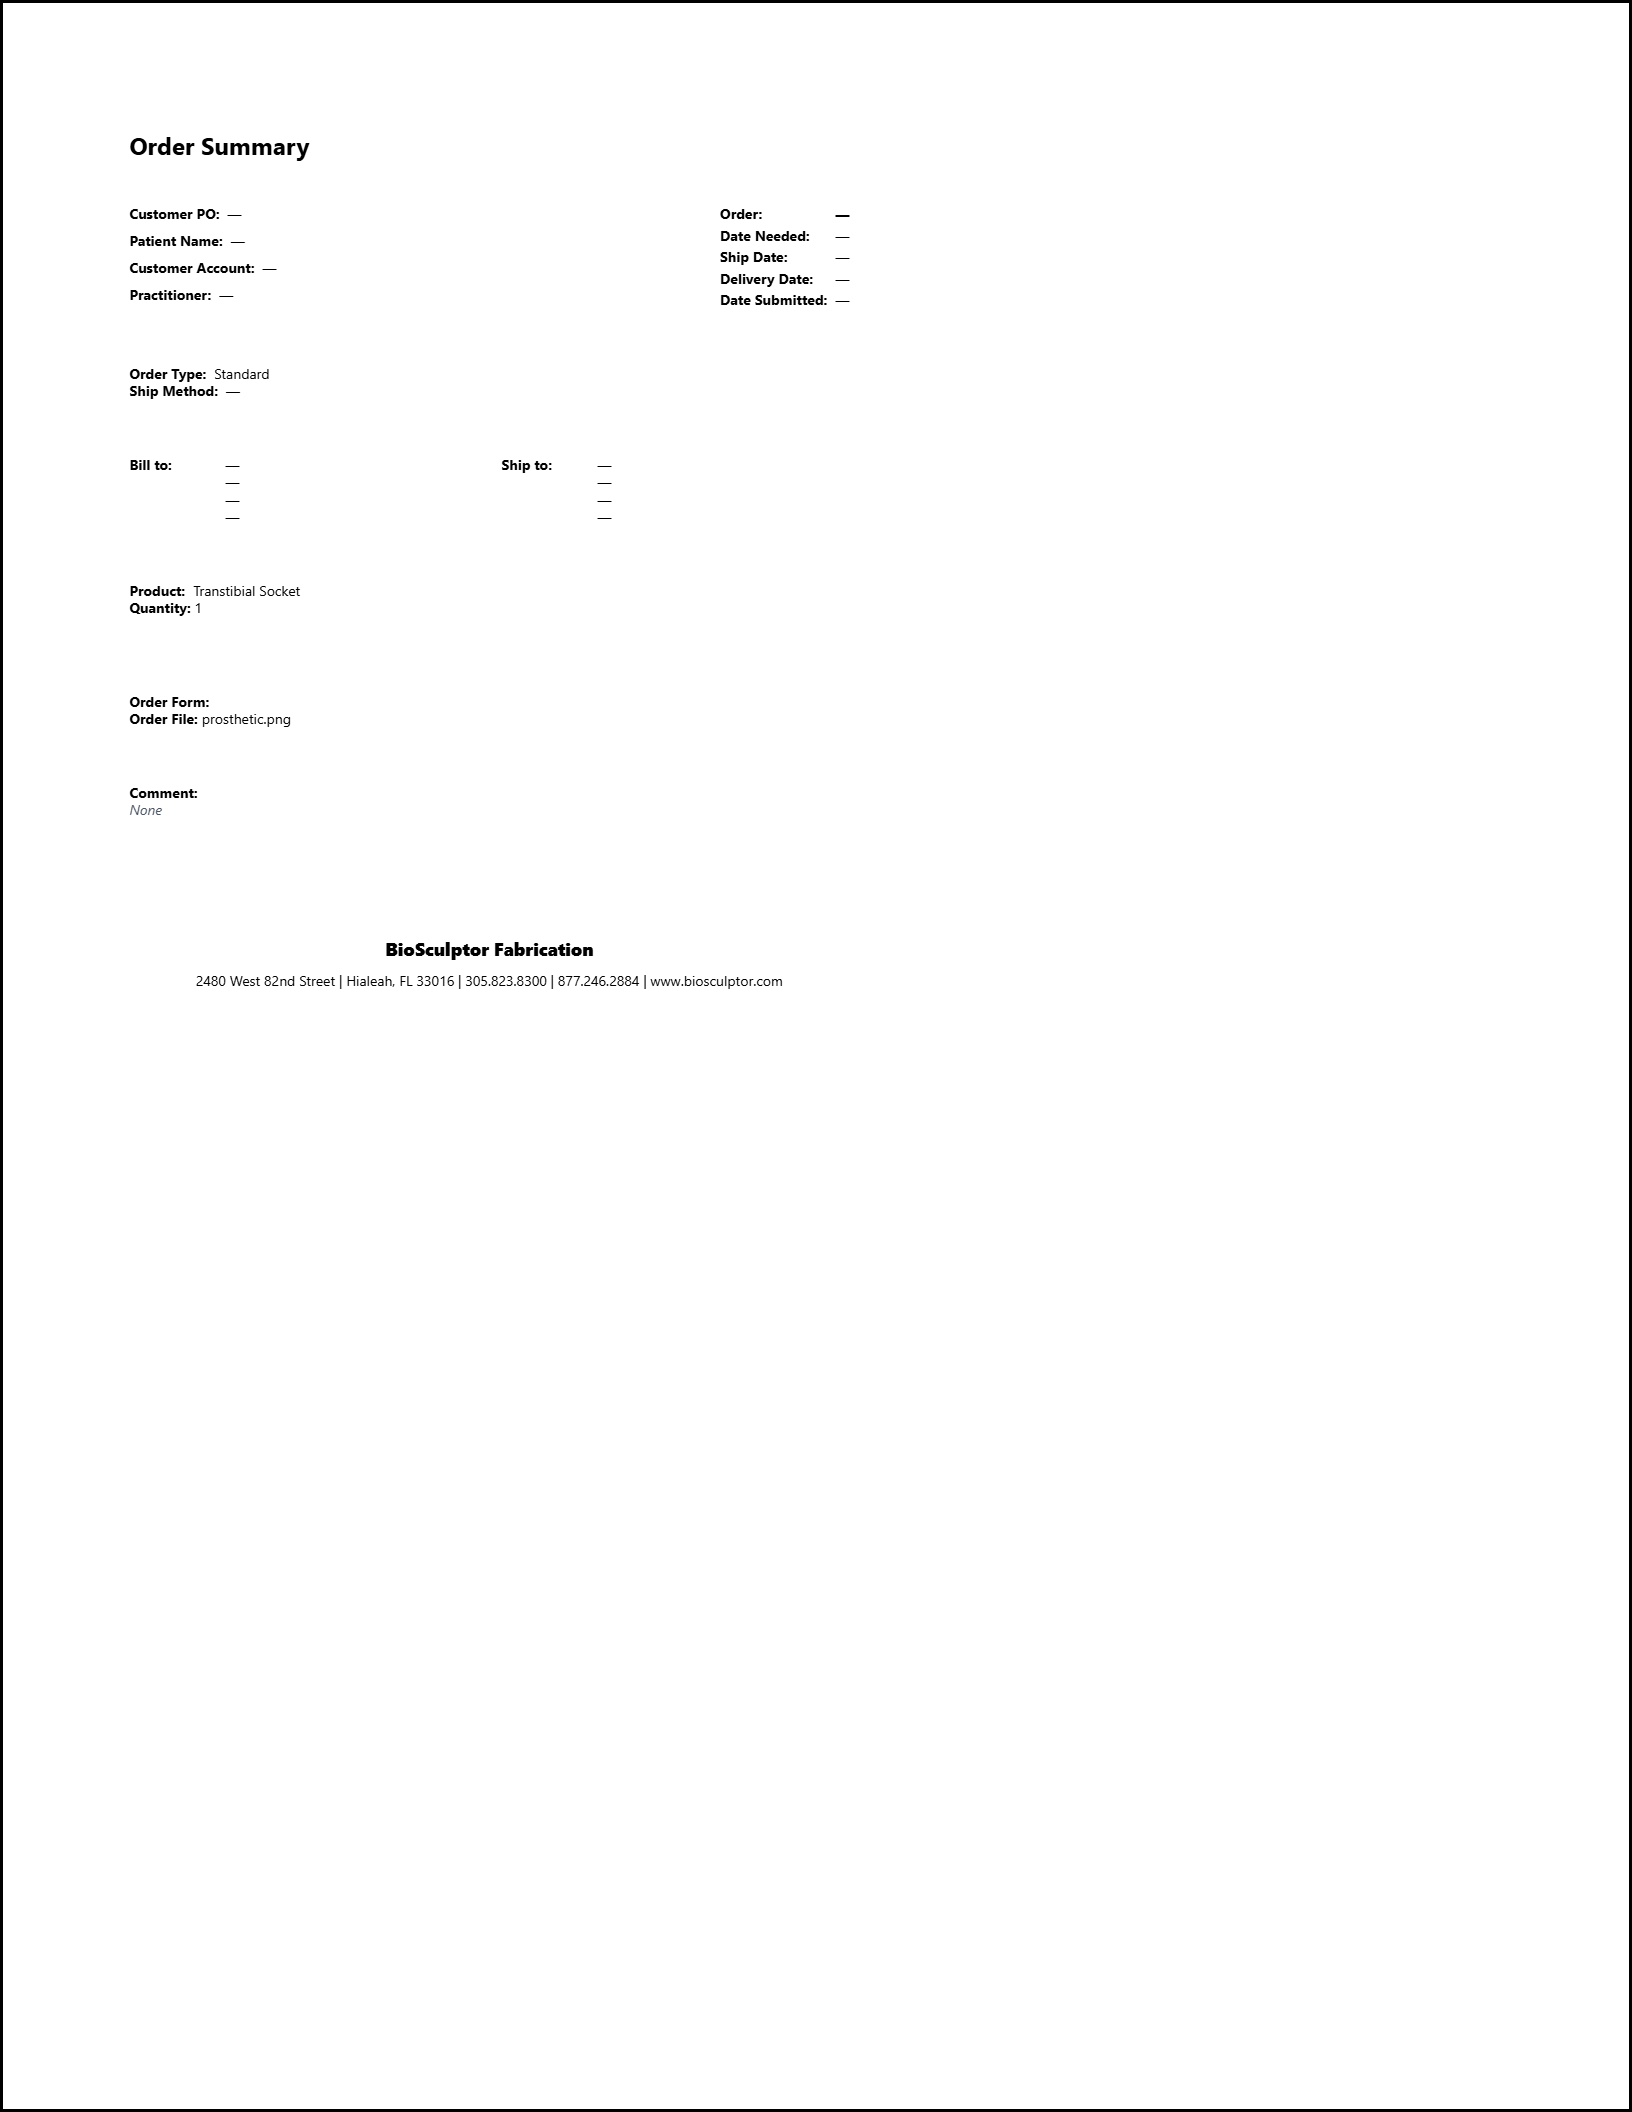 Order Summary
Customer PO: —
Patient Name: —
Customer Account: —
Practitioner: —
Order: —
Date Needed: —
Ship Date: —
Delivery Date: —
Date Submitted: —
Order Type: Standard
Ship Method: —
Bill to: —
—
—
—
Ship to: —
—
—
—
Product: Transtibial Socket
Quantity: 1
Order Form:
Order File: prosthetic.png
Comment:
None
BioSculptor Fabrication
2480 West 82nd Street | Hialeah, FL 33016 | 305.823.8300 | 877.246.2884 | www.biosculptor.com